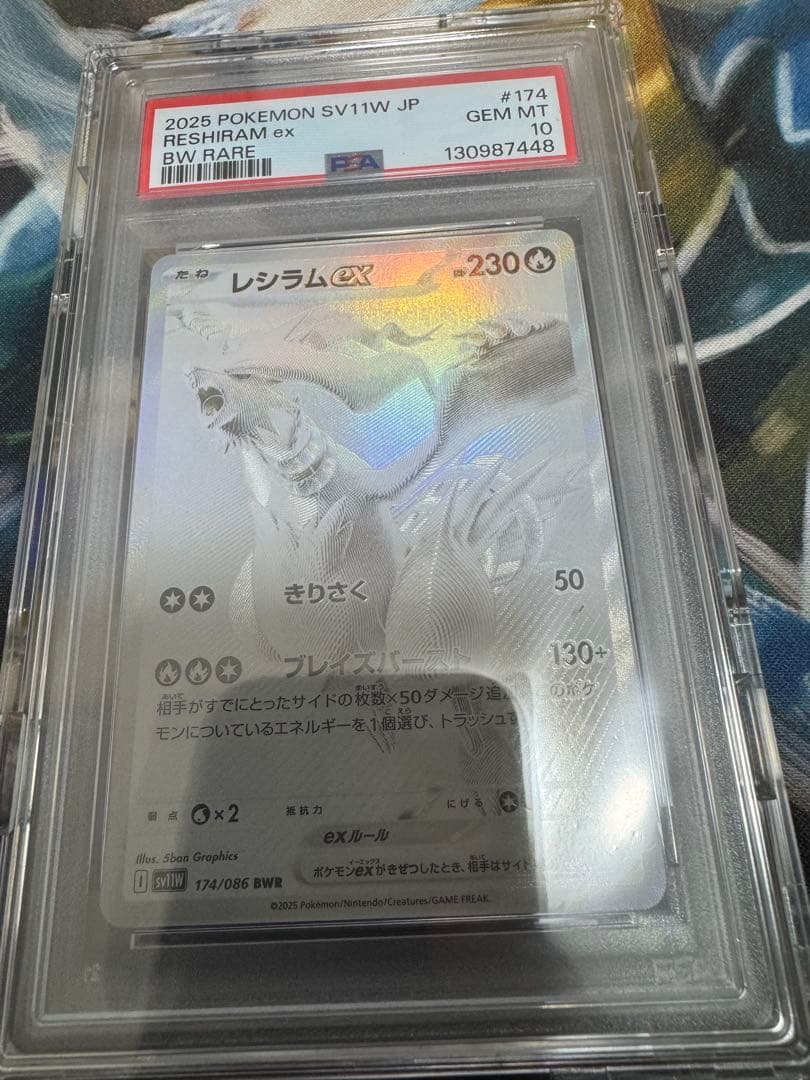 2025 POKEMON SV11W JP #174
RESHIRAM ex GEM MT
BW RARE 10
PSA 130987448
たね レシラムex HP230
きりさく 50
ブレイズバースト 130+
相手がすでにとったサイドの枚数×50ダメージ追加
のポケ
モンについているエネルギーを1個選び、トラッシュす
弱点 ×2 抵抗力 にげる
exルール
ポケモンexがきぜつしたとき、相手はサイド
Illus. 5ban Graphics
I SV11W 174/086 BWR
©2025 Pokémon/Nintendo/Creatures/GAME FREAK.